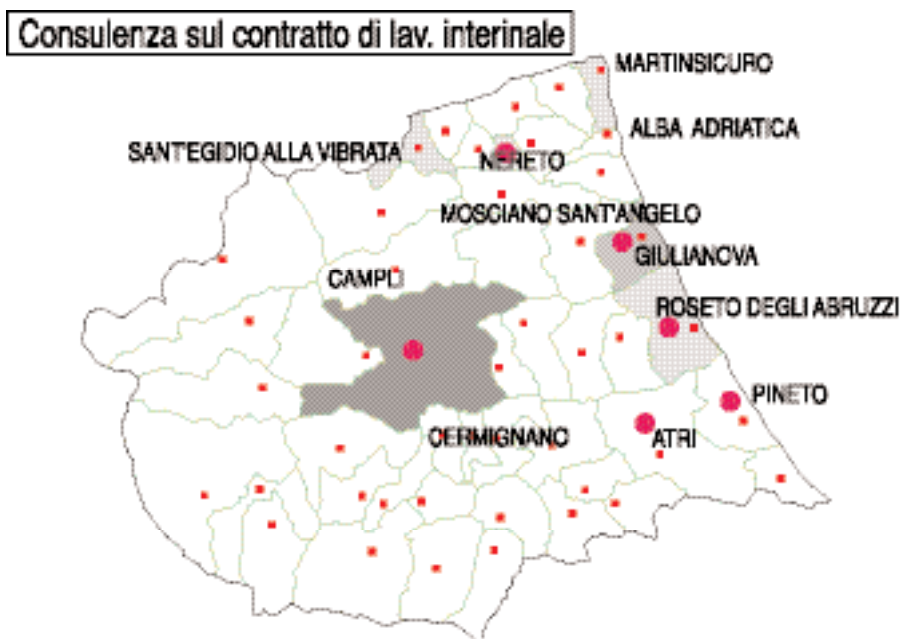 Consulenza sul contratto di lav. interinale
MARTINSICURO
ALBA ADRIATICA
SANT'EGIDIO ALLA VIBRATA
NERETO
MOSCIANO SANT'ANGELO
GIULIANOVA
CAMPLI
ROSETO DEGLI ABRUZZI
PINETO
CERMIGNANO
ATRI